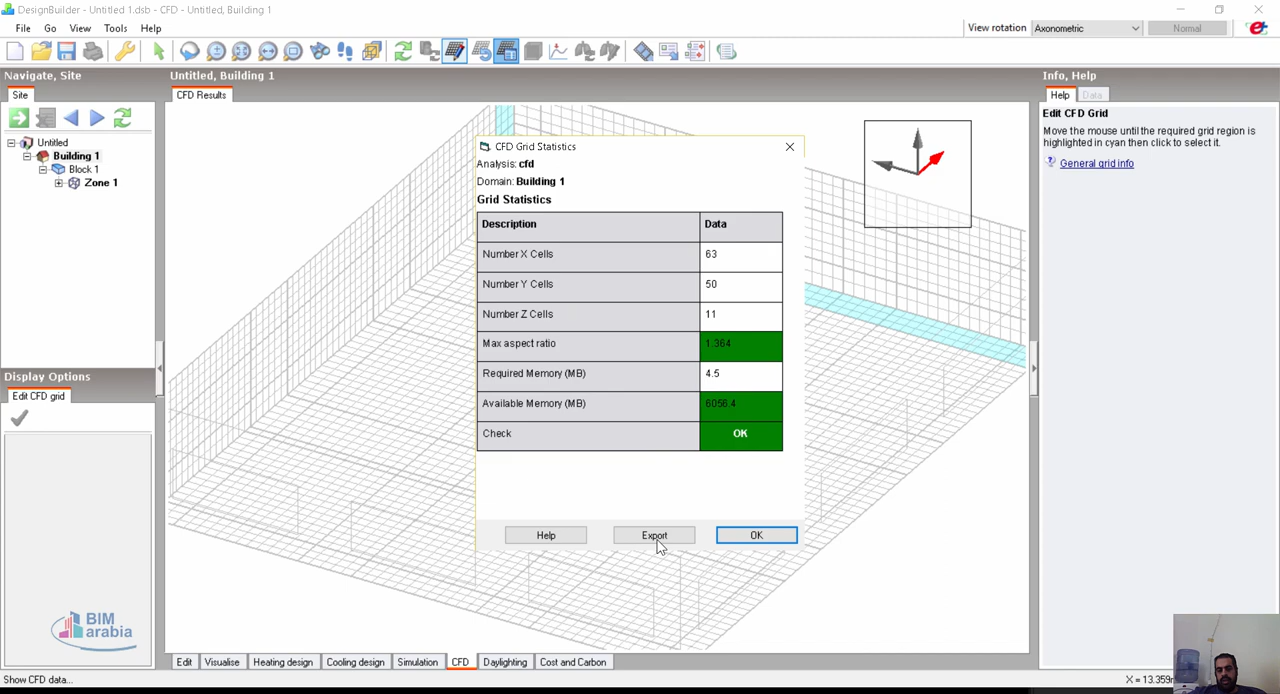 DesignBuilder - Untitled 1.dsb - CFD - Untitled, Building 1
File Go View Tools Help
View rotation Axonometric Normal
Navigate, Site
Untitled, Building 1
Info, Help
Site
CFD Results
Help Data
Untitled
Building 1
Block 1
Zone 1
Edit CFD Grid
Move the mouse until the required grid region is
highlighted in cyan then click to select it.
General grid info
CFD Grid Statistics
Analysis: cfd
Domain: Building 1
Grid Statistics
Description Data
Number X Cells 63
Number Y Cells 50
Number Z Cells 11
Max aspect ratio 1.364
Required Memory (MB) 4.5
Available Memory (MB) 6056.4
Check OK
Help Export OK
Display Options
Edit CFD grid
BIM
arabia
Edit Visualise Heating design Cooling design Simulation CFD Daylighting Cost and Carbon
Show CFD data...